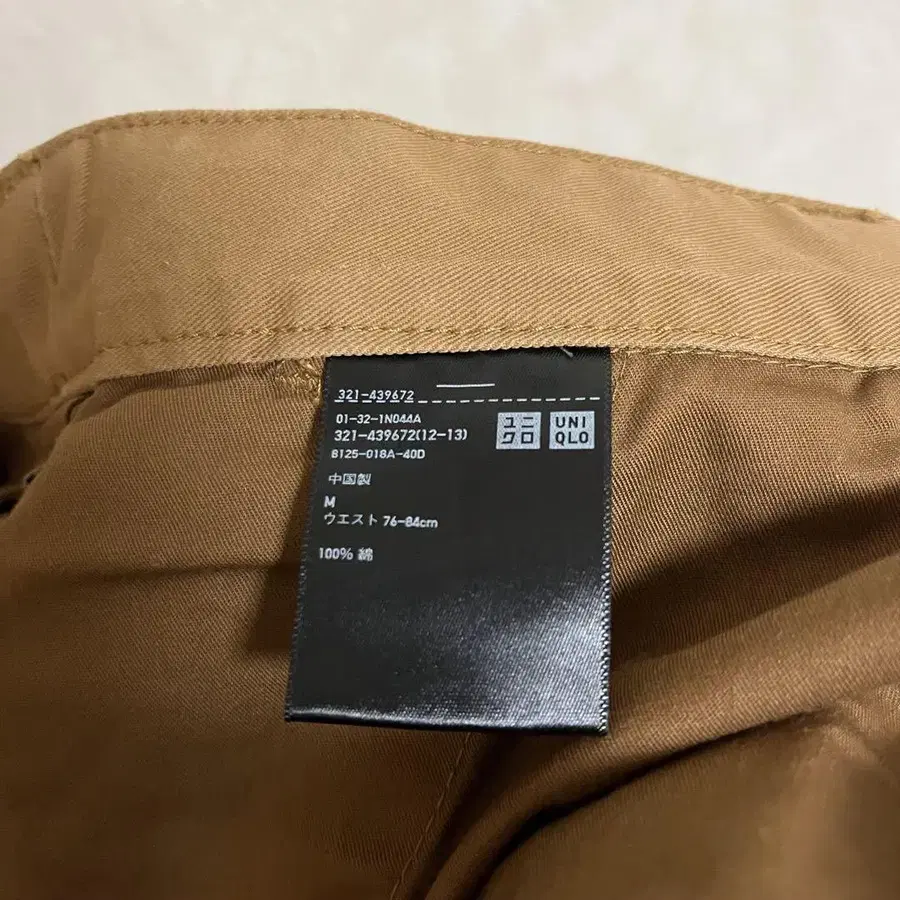 321-439672
01-32-1N044A
321-439672(12-13)
8125-018A-40D
ユニ
クロ
UNI
QLO
中国製
M
ウエスト 76-84cm
100% 綿